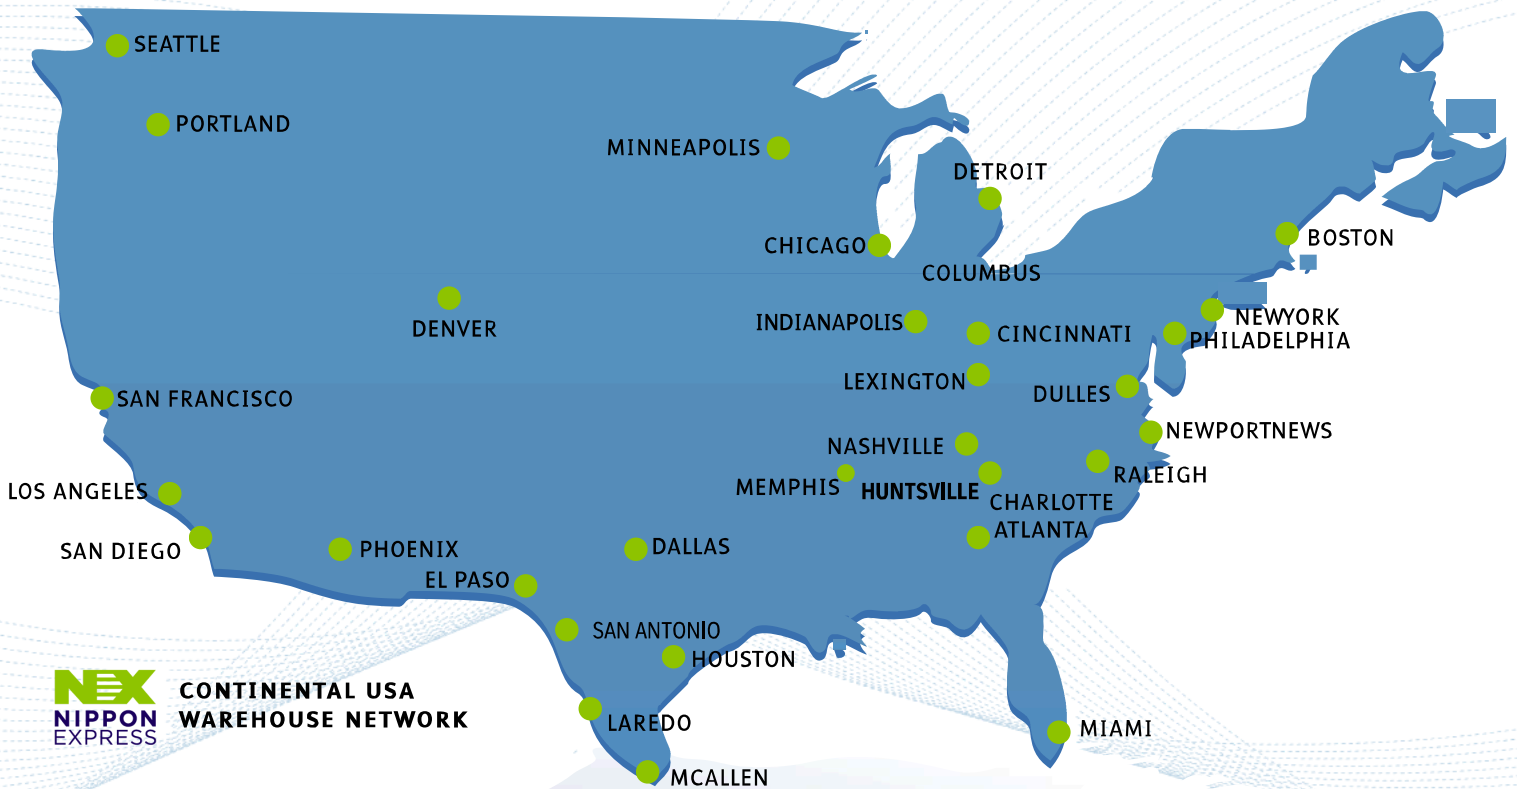 SEATTLE
PORTLAND
MINNEAPOLIS
DETROIT
CHICAGO
BOSTON
COLUMBUS
DENVER
INDIANAPOLIS
CINCINNATI
NEWYORK
PHILADELPHIA
LEXINGTON
DULLES
SAN FRANCISCO
NEWPORTNEWS
NASHVILLE
RALEIGH
MEMPHIS
HUNTSVILLE
LOS ANGELES
CHARLOTTE
ATLANTA
SAN DIEGO
PHOENIX
DALLAS
EL PASO
SAN ANTONIO
HOUSTON
LAREDO
MIAMI
MCALLEN
NEX
NIPPON
EXPRESS
CONTINENTAL USA
WAREHOUSE NETWORK